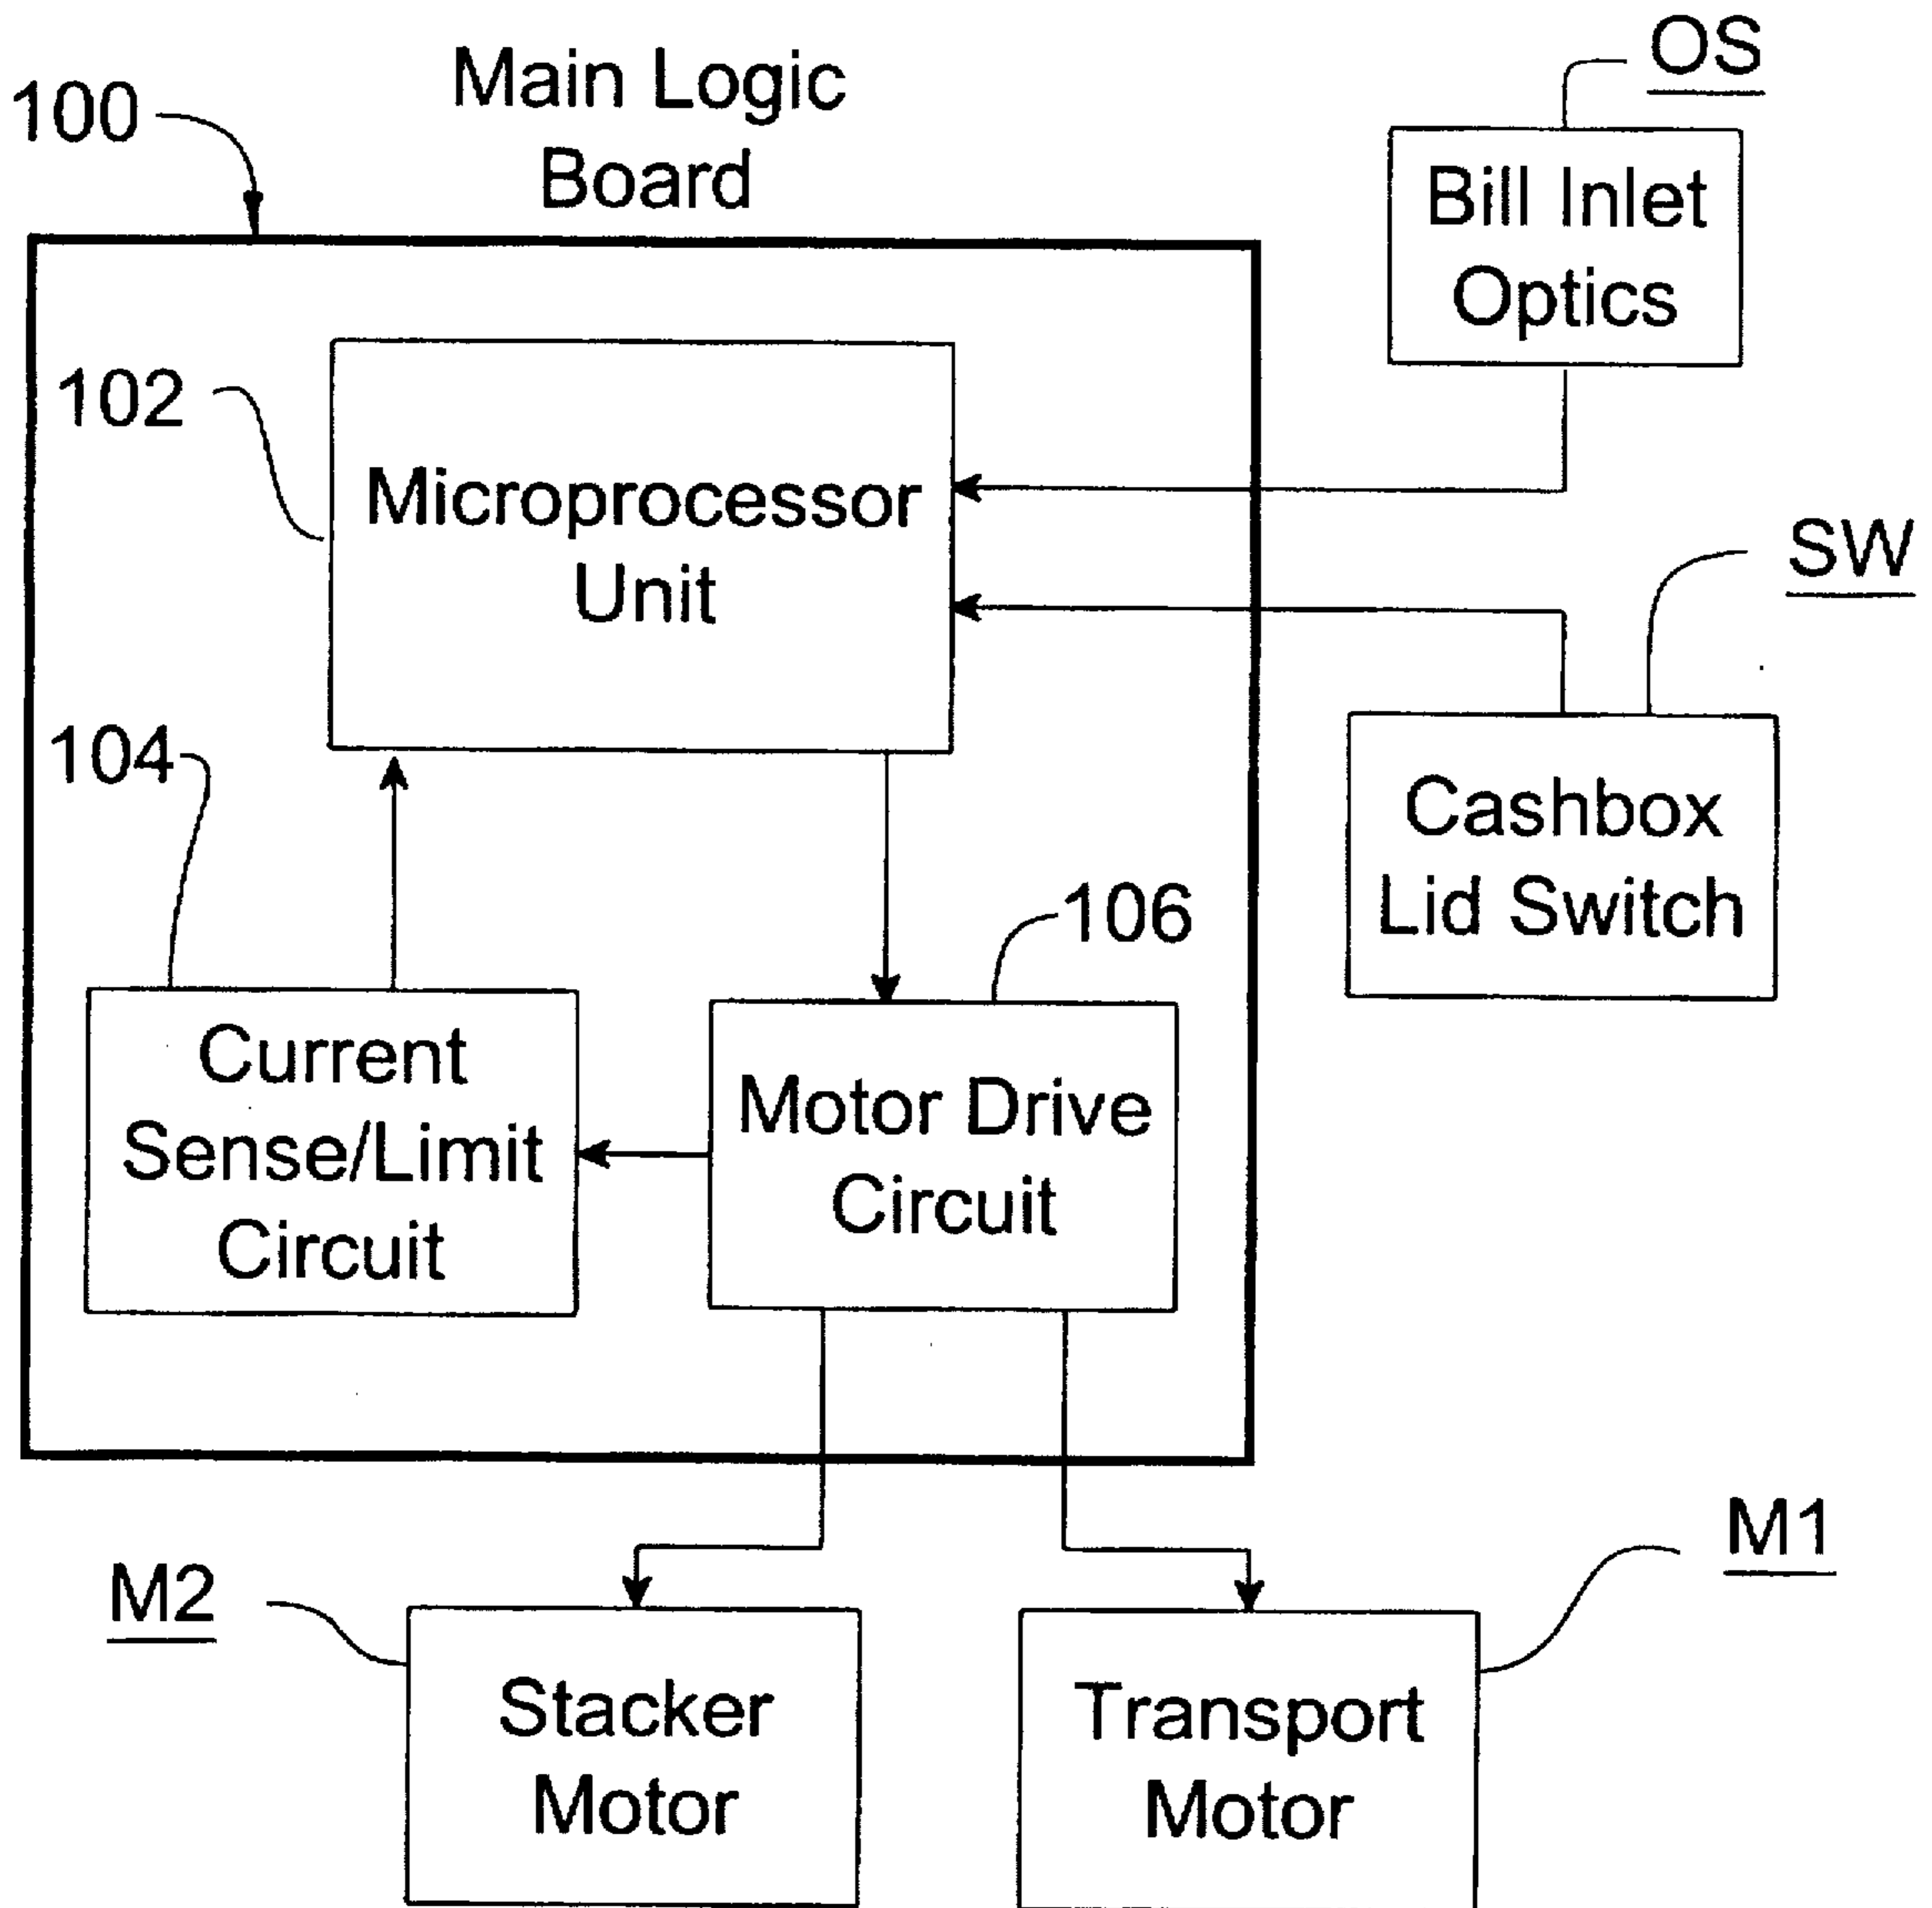 OS
Main Logic
Board
100
Bill Inlet
Optics
102
Microprocessor
Unit
SW
104
Cashbox
Lid Switch
106
Current
Sense/Limit
Circuit
Motor Drive
Circuit
M1
M2
Stacker
Motor
Transport
Motor